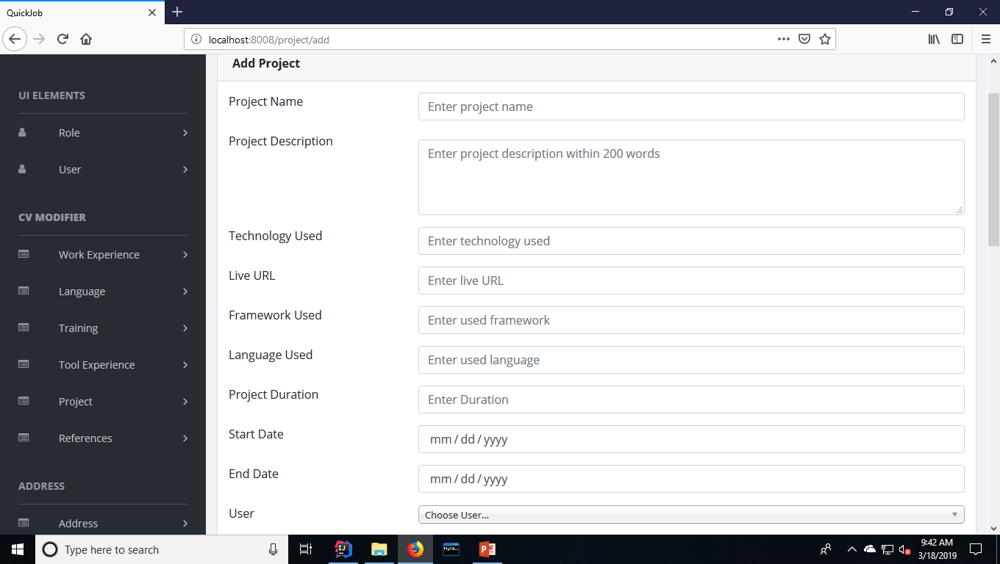 QuickJob
localhost:8008/project/add
UI ELEMENTS
Role
User
CV MODIFIER
Work Experience
Language
Training
Tool Experience
Project
References
ADDRESS
Address
Add Project
Project Name
Enter project name
Project Description
Enter project description within 200 words
Technology Used
Enter technology used
Live URL
Enter live URL
Framework Used
Enter used framework
Language Used
Enter used language
Project Duration
Enter Duration
Start Date
mm / dd / yyyy
End Date
mm / dd / yyyy
User
Choose User...
Type here to search
IJ
MySQL
P
9:42 AM
3/18/2019